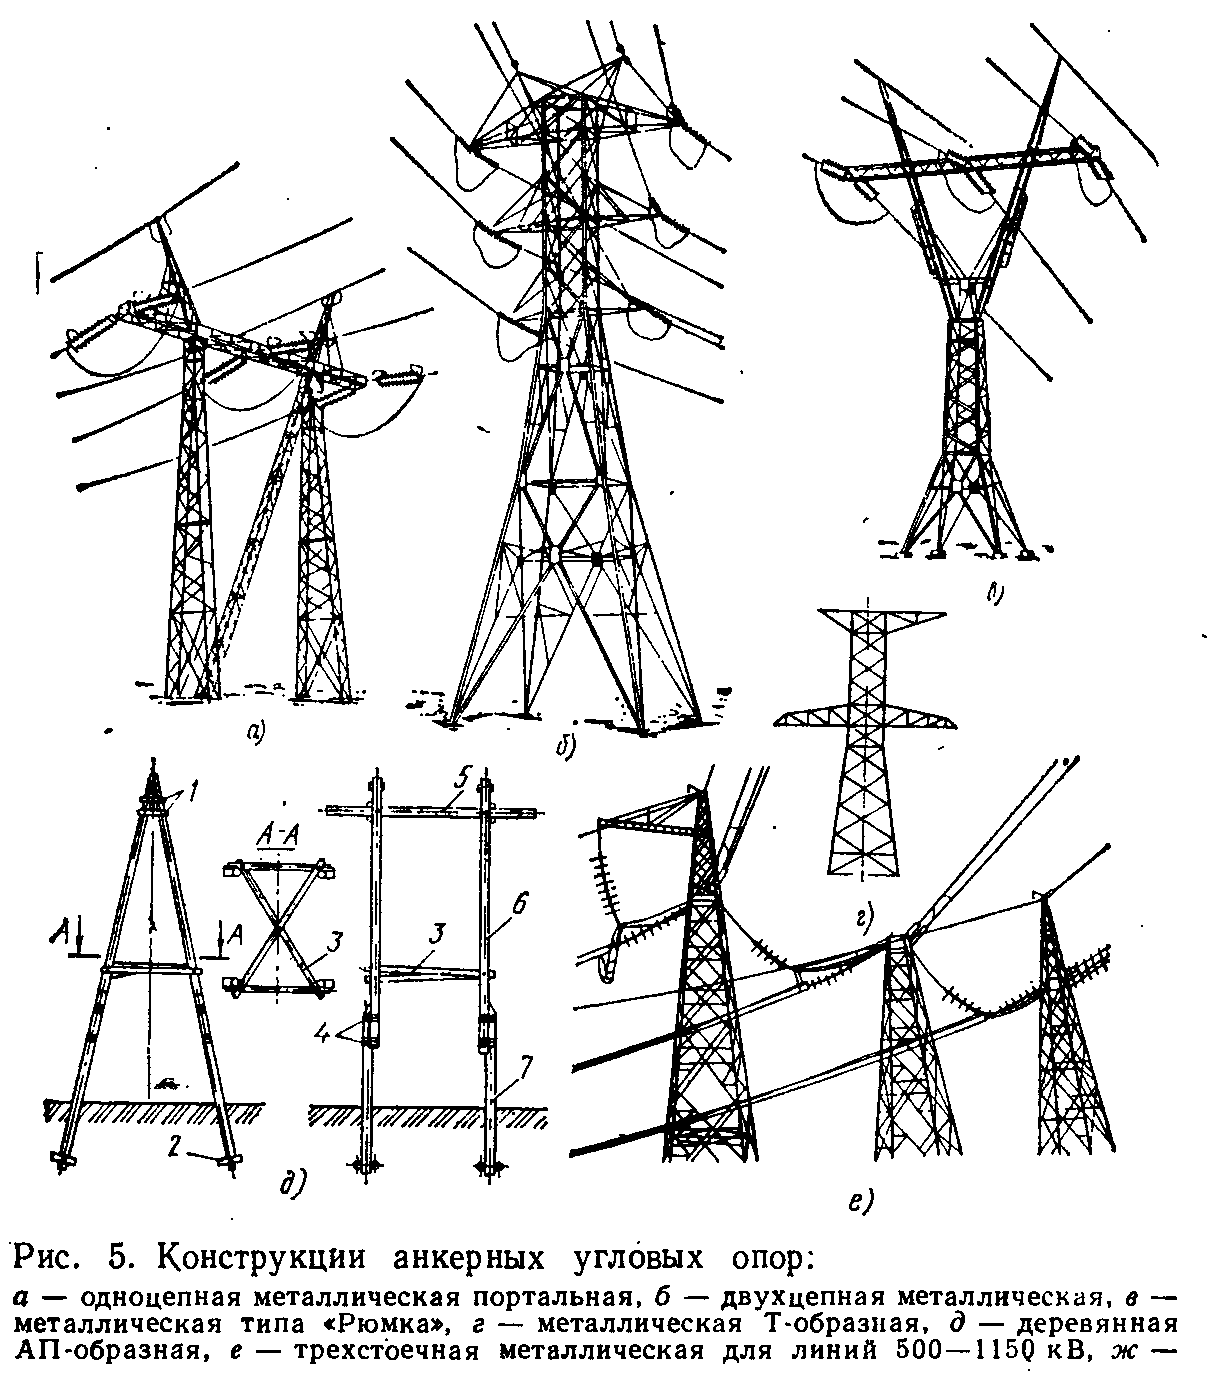 а)
б)
в)
г)
1
5
А-А
6
А
А
3
3
4
7
2
д)
е)
Рис. 5. Конструкции анкерных угловых опор:
а — одноцепная металлическая портальная, б — двухцепная металлическая, в —
металлическая типа «Рюмка», г — металлическая Т-образная, д — деревянная
АП-образная, е — трехстоечная металлическая для линий 500—1150 кВ, ж —